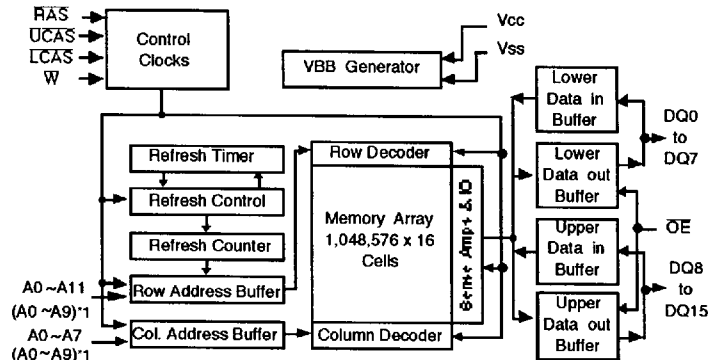 RAS
UCAS
LCAS
W
Control
Clocks
VBB Generator
Vcc
Vss
Lower
Data in
Buffer
Lower
Data out
Buffer
Upper
Data in
Buffer
Upper
Data out
Buffer
DQ0
to
DQ7
OE
DQ8
to
DQ15
Refresh Timer
Refresh Control
Refresh Counter
Row Address Buffer
Col. Address Buffer
Row Decoder
Memory Array
1,048,576 x 16
Cells
Column Decoder
Sense Amps & IO
A0~A11
(A0~A9)*1
A0~A7
(A0~A9)*1